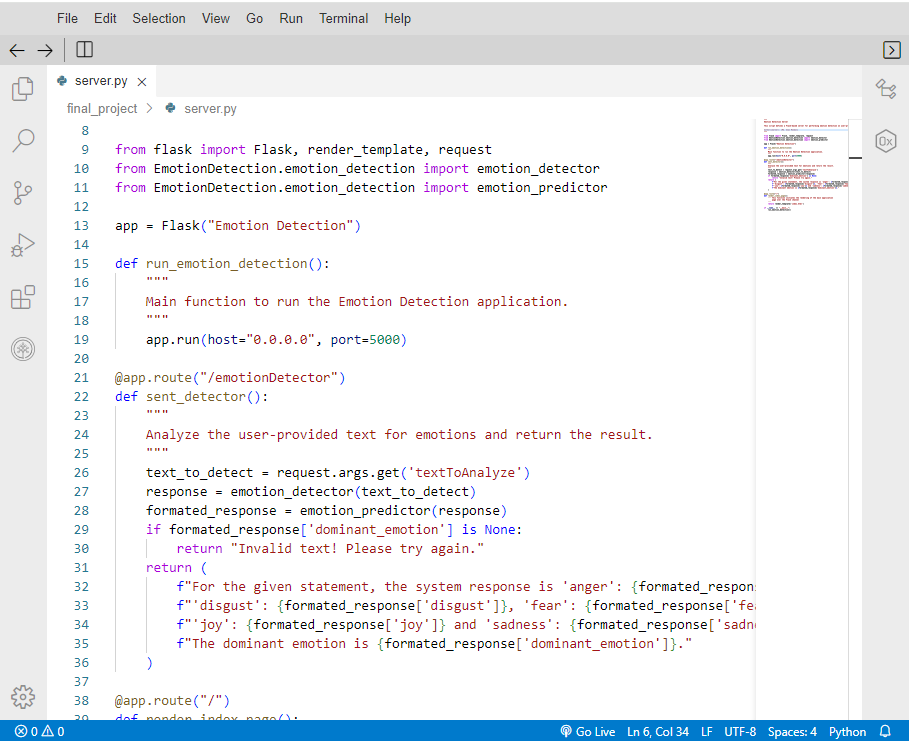 File Edit Selection View Go Run Terminal Help
server.py
final_project > server.py
8
9 from flask import Flask, render_template, request
10 from EmotionDetection.emotion_detection import emotion_detector
11 from EmotionDetection.emotion_detection import emotion_predictor
12
13 app = Flask("Emotion Detection")
14
15 def run_emotion_detection():
16 """
17 Main function to run the Emotion Detection application.
18 """
19 app.run(host="0.0.0.0", port=5000)
20
21 @app.route("/emotionDetector")
22 def sent_detector():
23 """
24 Analyze the user-provided text for emotions and return the result.
25 """
26 text_to_detect = request.args.get('textToAnalyze')
27 response = emotion_detector(text_to_detect)
28 formated_response = emotion_predictor(response)
29 if formated_response['dominant_emotion'] is None:
30 return "Invalid text! Please try again."
31 return (
32 f"For the given statement, the system response is 'anger': {formated_respon
33 f"'disgust': {formated_response['disgust']}, 'fear': {formated_response['fea
34 f"'joy': {formated_response['joy']} and 'sadness': {formated_response['sadn
35 f"The dominant emotion is {formated_response['dominant_emotion']}."
36 )
37
38 @app.route("/")
39 def render_index_page():
0 0 Go Live Ln 6, Col 34 LF UTF-8 Spaces: 4 Python